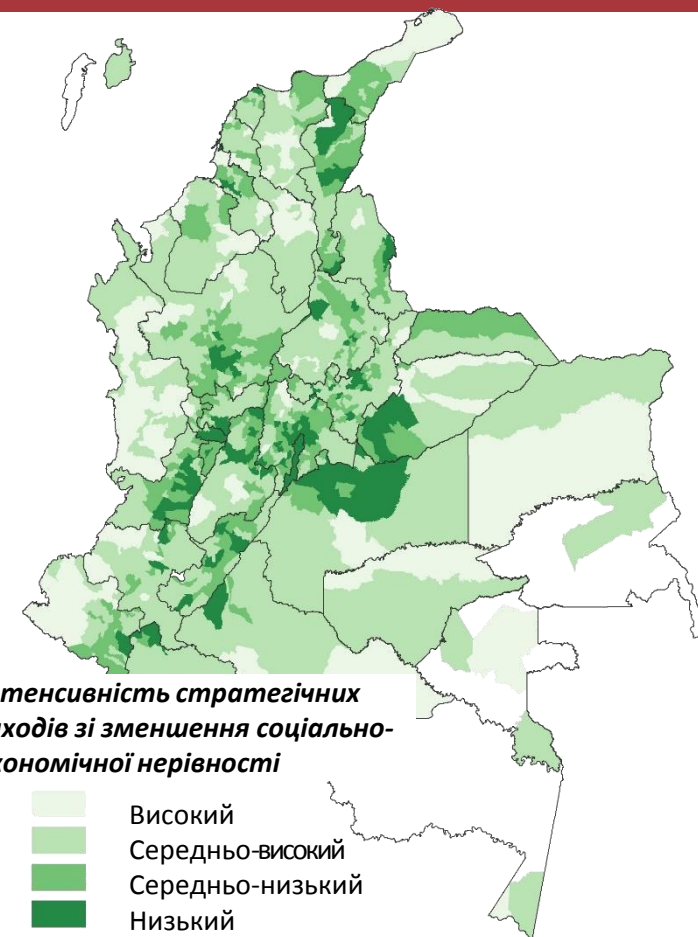 тенсивність стратегічних
ходів зі зменшення соціально-
кономічної нерівності
Високий
Середньо-високий
Середньо-низький
Низький